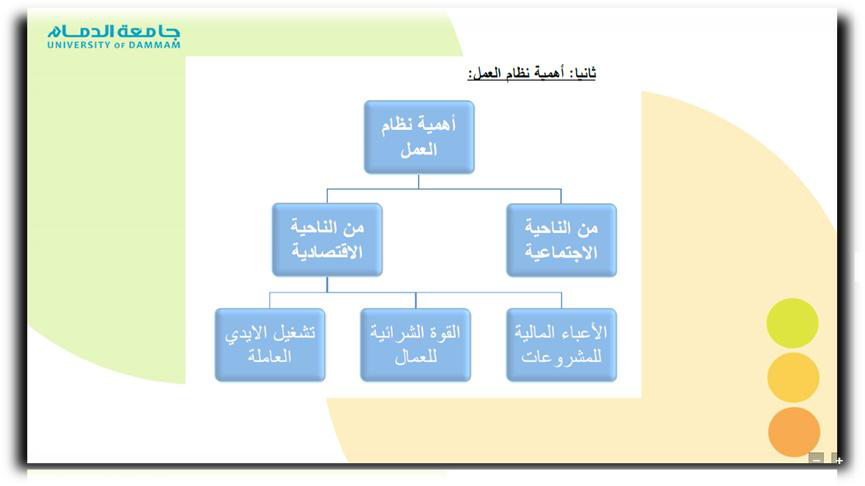 جامعة الدمام
UNIVERSITY OF DAMMAM
ثانيا: أهمية نظام العمل:
أهمية نظام
العمل
من الناحية
الاجتماعية
من الناحية
الاقتصادية
الأعباء المالية
للمشروعات
القوة الشرائية
للعمال
تشغيل الايدي
العاملة